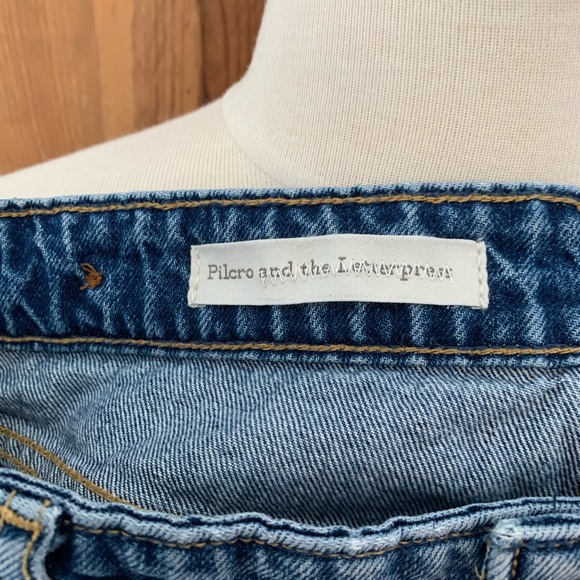 Pilcro and the Letterpress